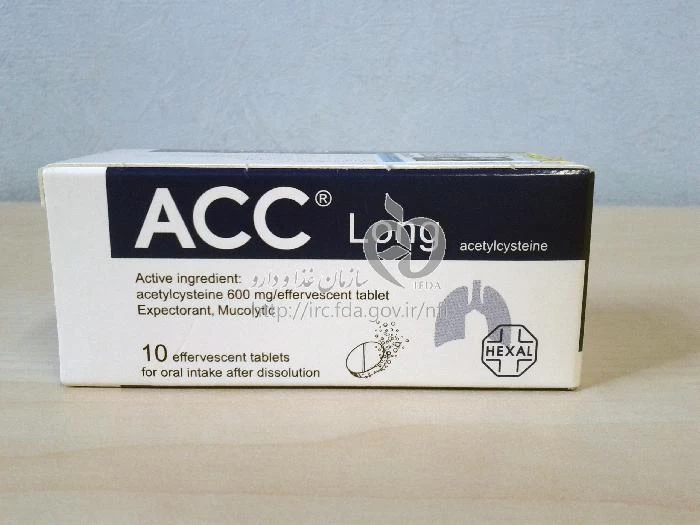 ACC® Long acetylcysteine
Active ingredient:
acetylcysteine 600 mg/effervescent tablet
Expectorant, Mucolytic
10 effervescent tablets
for oral intake after dissolution
HEXAL
سازمان غذا و دارو
IFDA
http://irc.fda.gov.ir/nfi